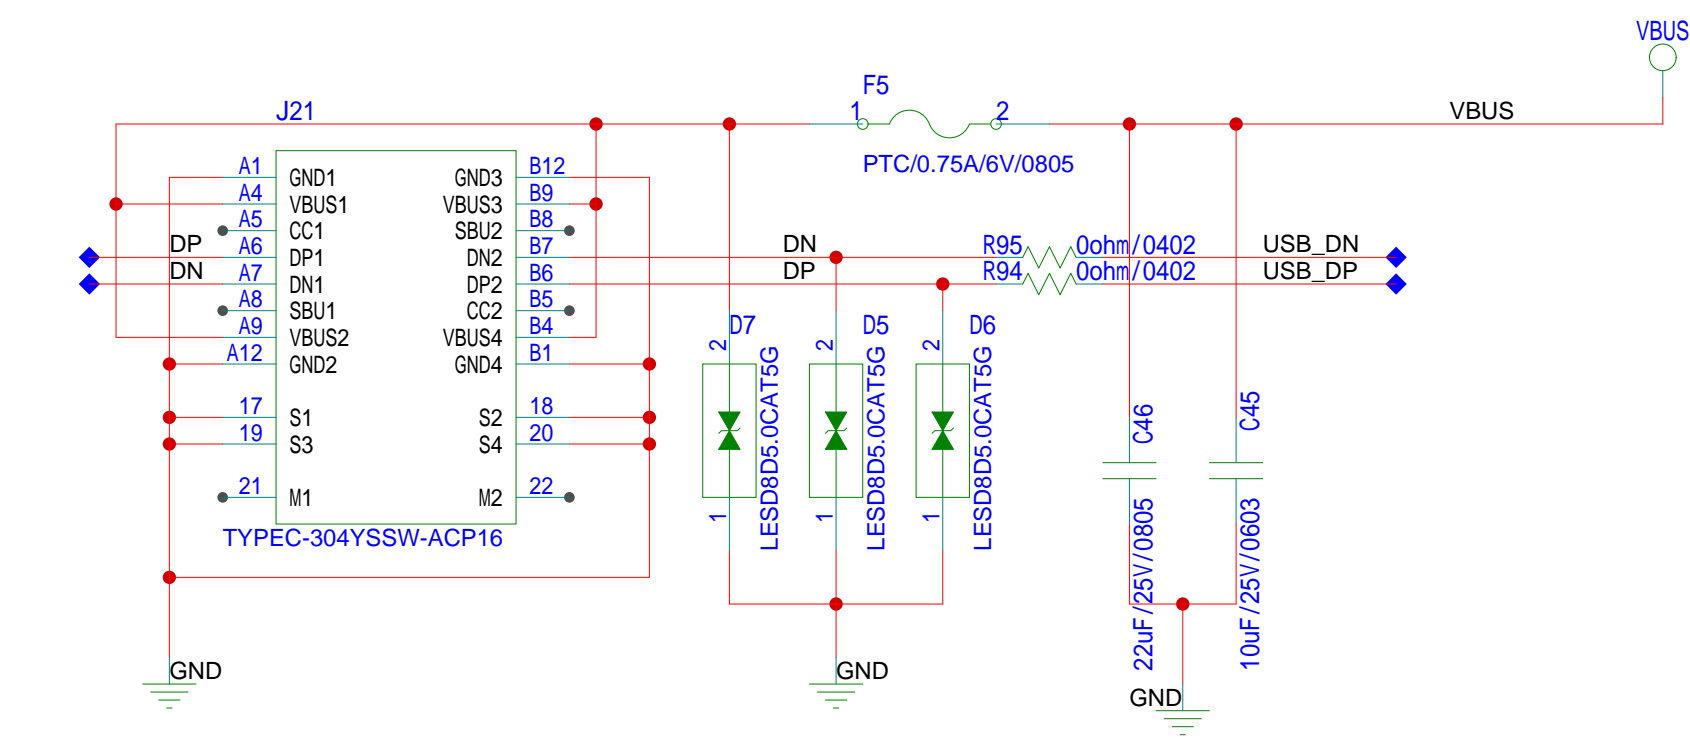 VBUS
F5
J21
1
2
VBUS
PTC/0.75A/6V/0805
A1
GND1
GND3
B12
A4
VBUS1
VBUS3
B9
A5
CC1
SBU2
B8
DP
A6
DP1
DN2
B7
DN
R95
0ohm/0402
USB_DN
DN
A7
DN1
DP2
B6
DP
R94
0ohm/0402
USB_DP
A8
SBU1
CC2
B5
A9
VBUS2
VBUS4
B4
A12
GND2
GND4
B1
17
S1
S2
18
19
S3
S4
20
21
M1
M2
22
TYPEC-304YSSW-ACP16
D7
2
1
LESD8D5.0CAT5G
D5
2
1
LESD8D5.0CAT5G
D6
2
1
LESD8D5.0CAT5G
C46
22uF/25V/0805
C45
10uF/25V/0603
GND
GND
GND